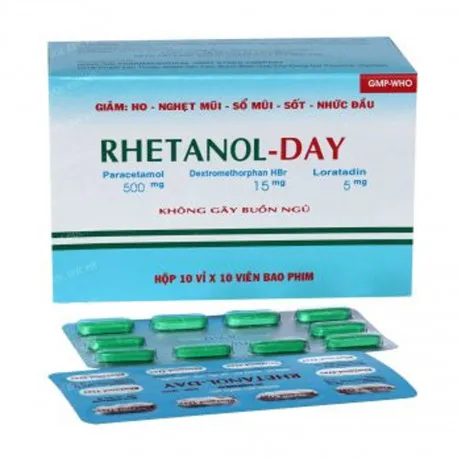 GMP-WHO
GIẢM: HO - NGHẸT MŨI - SỔ MŨI - SỐT - NHỨC ĐẦU
RHETANOL-DAY
Paracetamol Dextromethorphan HBr Loratadin
500 mg 15 mg 5 mg
KHÔNG GÂY BUỒN NGỦ
HỘP 10 VỈ X 10 VIÊN BAO PHIM
RHETANOL-DAY